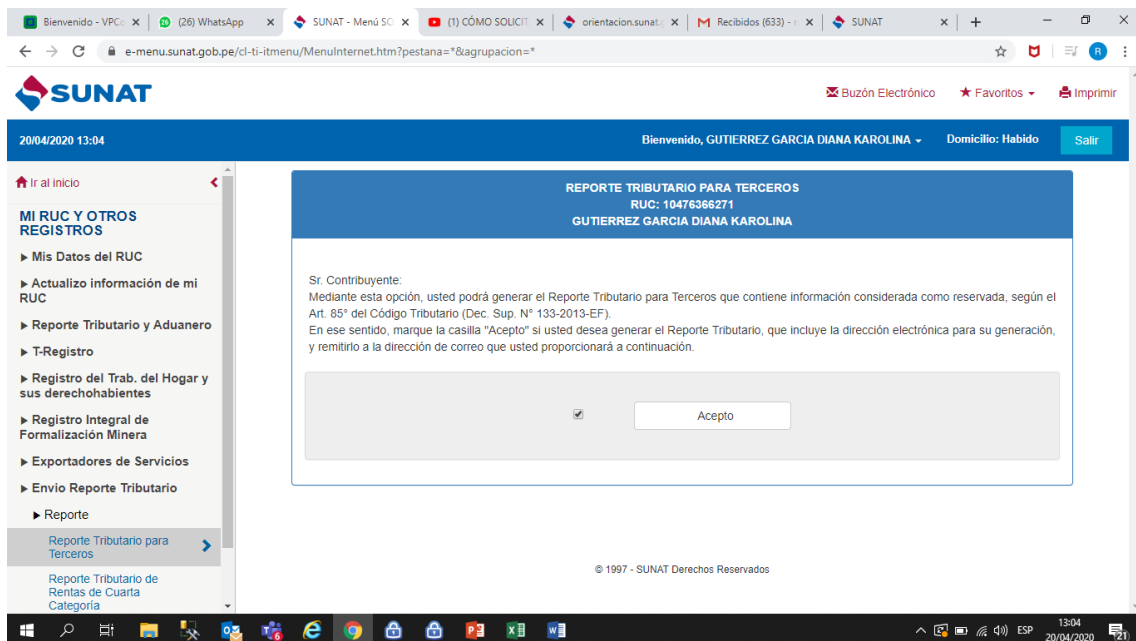 Bienvenido - VPCo
(26) WhatsApp
SUNAT - Menú SO
(1) CÓMO SOLICIT
orientacion.sunat.
Recibidos (633) -
SUNAT
e-menu.sunat.gob.pe/cl-ti-itmenu/MenuInternet.htm?pestana=*&agrupacion=*
R
SUNAT
Buzón Electrónico
Favoritos
Imprimir
20/04/2020 13:04
Bienvenido, GUTIERREZ GARCIA DIANA KAROLINA
Domicilio: Habido
Salir
Ir al inicio
MI RUC Y OTROS
REGISTROS
Mis Datos del RUC
Actualizo información de mi
RUC
Reporte Tributario y Aduanero
T-Registro
Registro del Trab. del Hogar y
sus derechohabientes
Registro Integral de
Formalización Minera
Exportadores de Servicios
Envio Reporte Tributario
Reporte
Reporte Tributario para
Terceros
Reporte Tributario de
Rentas de Cuarta
Categoría
REPORTE TRIBUTARIO PARA TERCEROS
RUC: 10476366271
GUTIERREZ GARCIA DIANA KAROLINA
Sr. Contribuyente:
Mediante esta opción, usted podrá generar el Reporte Tributario para Terceros que contiene información considerada como reservada, según el
Art. 85° del Código Tributario (Dec. Sup. N° 133-2013-EF).
En ese sentido, marque la casilla "Acepto" si usted desea generar el Reporte Tributario, que incluye la dirección electrónica para su generación,
y remitirlo a la dirección de correo que usted proporcionará a continuación.
Acepto
© 1997 - SUNAT Derechos Reservados
ESP
13:04
20/04/2020
21